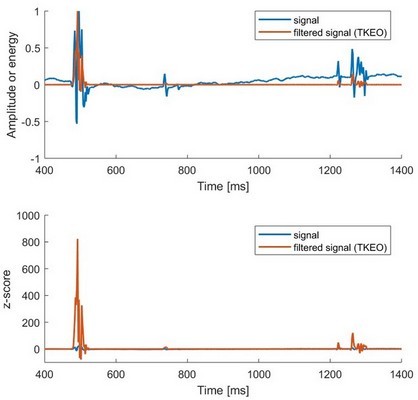 1
0.5
0
-0.5
-1
Amplitude or energy
signal
filtered signal (TKEO)
400 600 800 1000 1200 1400
Time [ms]
1000
800
600
400
200
0
z-score
signal
filtered signal (TKEO)
400 600 800 1000 1200 1400
Time [ms]